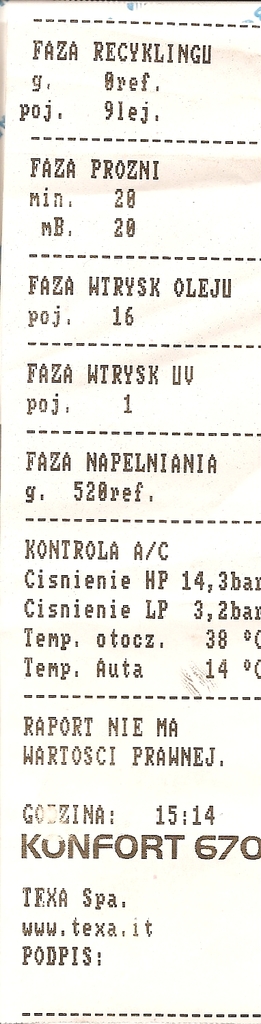 FAZA RECYKLINGU
g. 0ref.
poj. 9lej.
FAZA PROZNI
min. 20
mB. 20
FAZA WTRYSK OLEJU
poj. 16
FAZA WTRYSK UV
poj. 1
FAZA NAPELNIANIA
g. 520ref.
KONTROLA A/C
Cisnienie HP 14,3bar
Cisnienie LP 3,2bar
Temp. otocz. 38 °C
Temp. Auta 14 °C
RAPORT NIE MA
WARTOSCI PRAWNEJ.
GODZINA: 15:14
KONFORT 670
TEXA Spa.
www.texa.it
PODPIS: